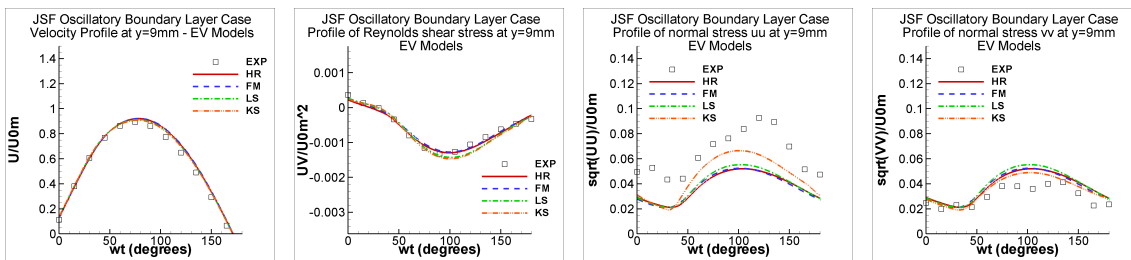 JSF Oscillatory Boundary Layer Case
Velocity Profile at y=9mm - EV Models
U/U0m
1.4
1.2
1
0.8
0.6
0.4
0.2
0
0
50
100
150
wt (degrees)
EXP
HR
FM
LS
KS
JSF Oscillatory Boundary Layer Case
Profile of Reynolds shear stress at y=9mm
EV Models
UV/U0m^2
0.001
0
-0.001
-0.002
-0.003
0
50
100
150
wt (degrees)
EXP
HR
FM
LS
KS
JSF Oscillatory Boundary Layer Case
Profile of normal stress uu at y=9mm
EV Models
sqrt(UU)/U0m
0.14
0.12
0.1
0.08
0.06
0.04
0.02
0
0
50
100
150
wt (degrees)
EXP
HR
FM
LS
KS
JSF Oscillatory Boundary Layer Case
Profile of normal stress vv at y=9mm
EV Models
sqrt(VV)/U0m
0.14
0.12
0.1
0.08
0.06
0.04
0.02
0
0
50
100
150
wt (degrees)
EXP
HR
FM
LS
KS